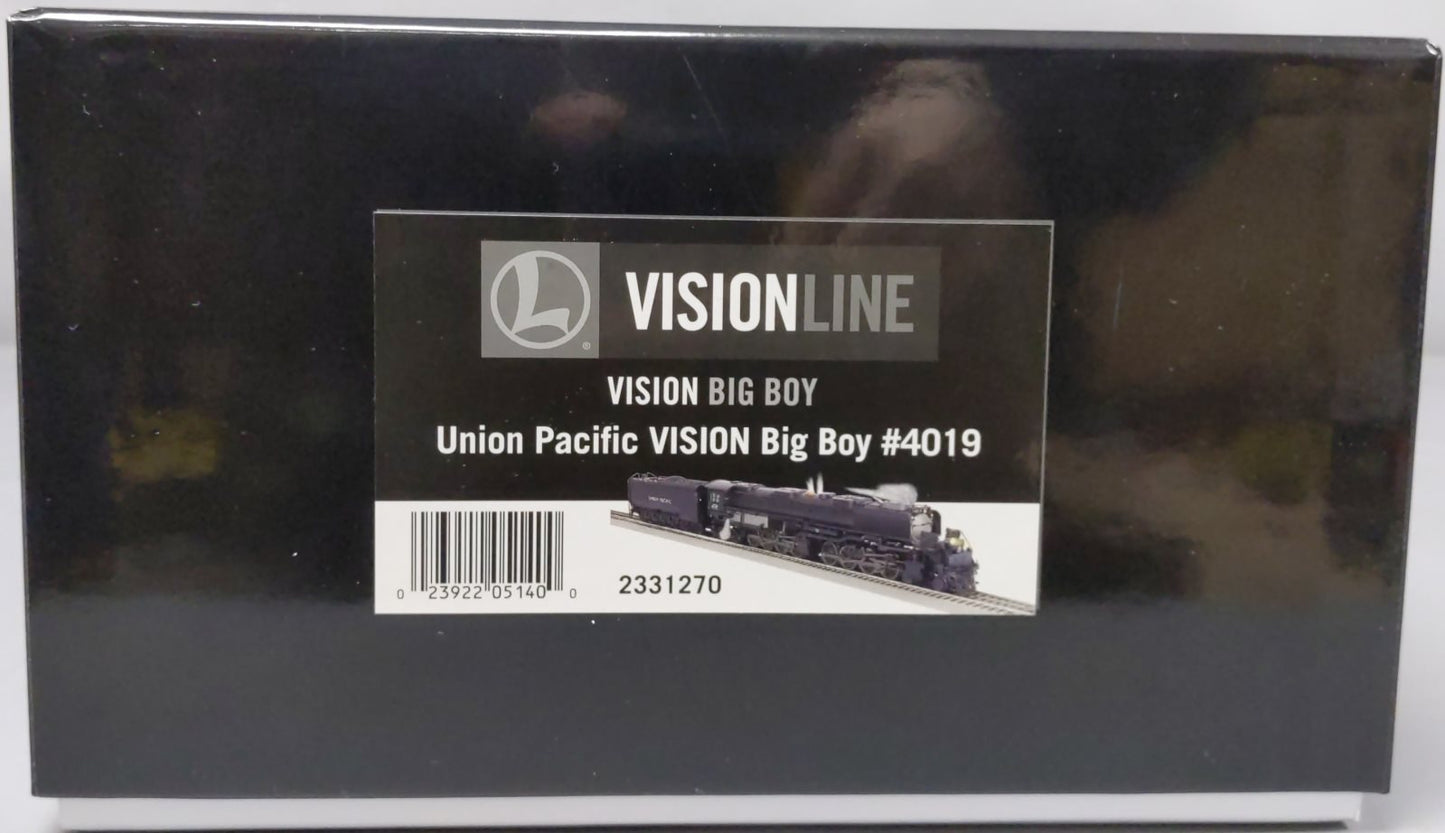 L
®
VISIONLINE
VISION BIG BOY
Union Pacific VISION Big Boy #4019
0 23922 05140 0
2331270